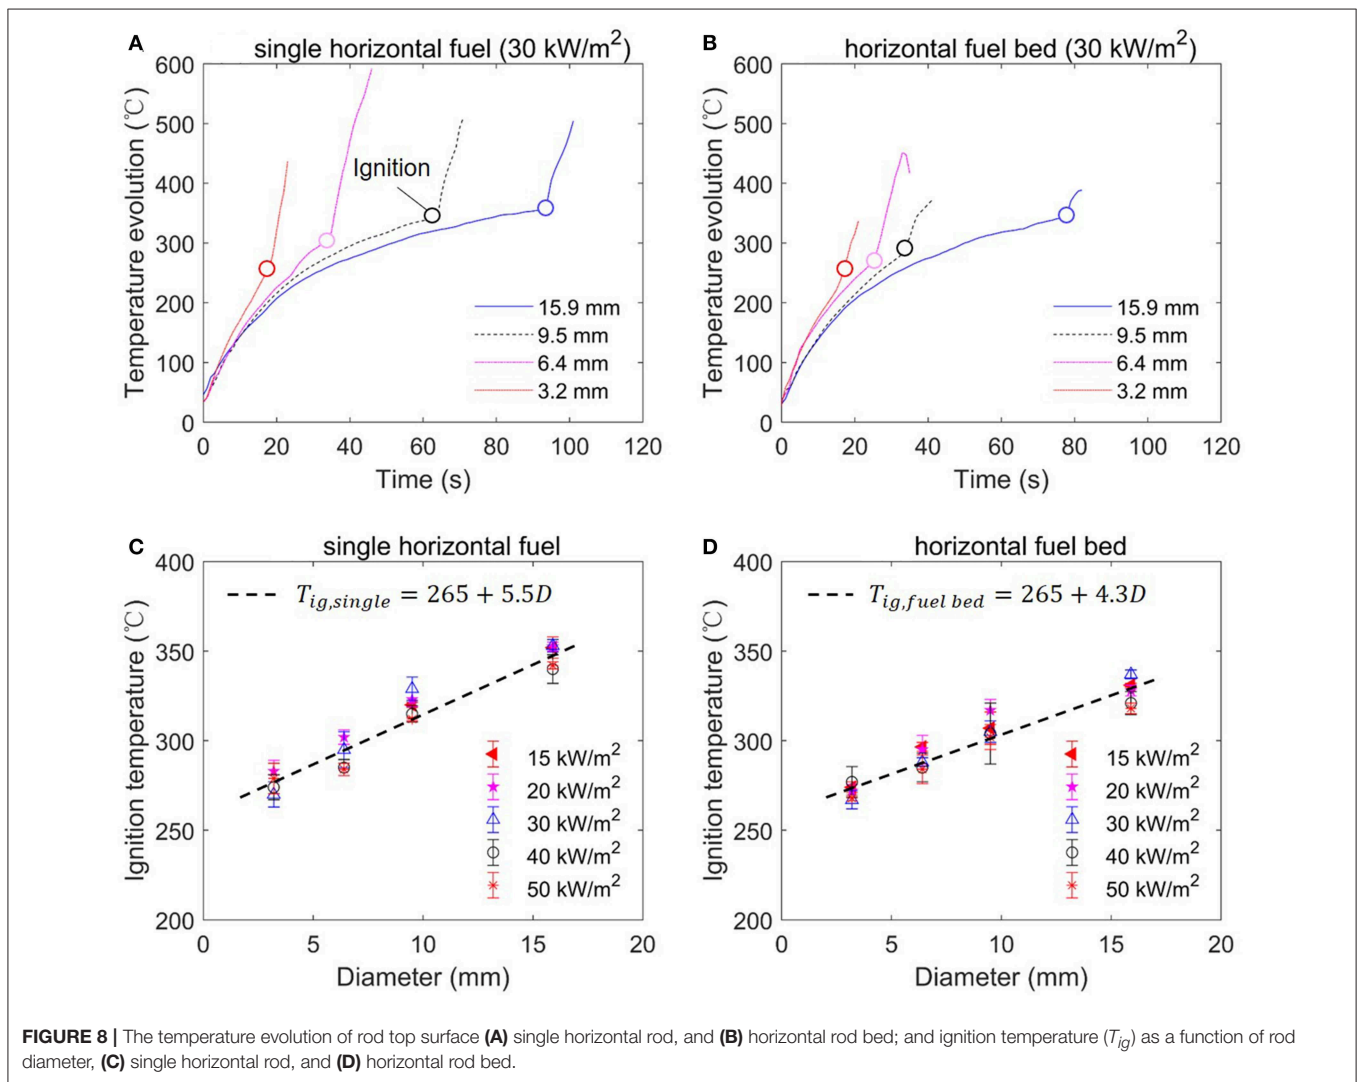 A
single horizontal fuel (30 kW/m2)
Temperature evolution (℃)
600
500
400
300
200
100
0
Ignition
15.9 mm
9.5 mm
6.4 mm
3.2 mm
0 20 40 60 80 100 120
Time (s)
B
horizontal fuel bed (30 kW/m2)
Temperature evolution (℃)
600
500
400
300
200
100
0
15.9 mm
9.5 mm
6.4 mm
3.2 mm
0 20 40 60 80 100 120
Time (s)
C
single horizontal fuel
Ignition temperature (℃)
400
350
300
250
200
Tig,single = 265 + 5.5D
15 kW/m2
20 kW/m2
30 kW/m2
40 kW/m2
50 kW/m2
0 5 10 15 20
Diameter (mm)
D
horizontal fuel bed
Ignition temperature (℃)
400
350
300
250
200
Tig,fuel bed = 265 + 4.3D
15 kW/m2
20 kW/m2
30 kW/m2
40 kW/m2
50 kW/m2
0 5 10 15 20
Diameter (mm)
FIGURE 8 | The temperature evolution of rod top surface (A) single horizontal rod, and (B) horizontal rod bed; and ignition temperature (Tig) as a function of rod
diameter, (C) single horizontal rod, and (D) horizontal rod bed.